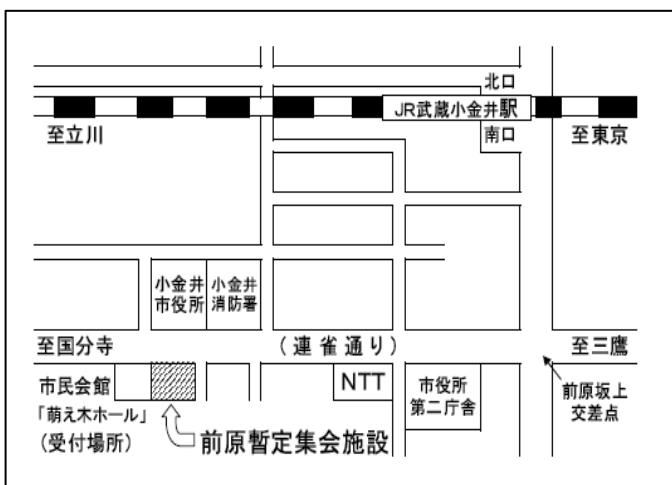 北口
JR武蔵小金井駅
至立川
南口
至東京
小金井
市役所
小金井
消防署
至国分寺
(連雀通り)
至三鷹
市民会館
「萌え木ホール」
(受付場所)
前原暫定集会施設
NTT
市役所
第二庁舎
前原坂上
交差点